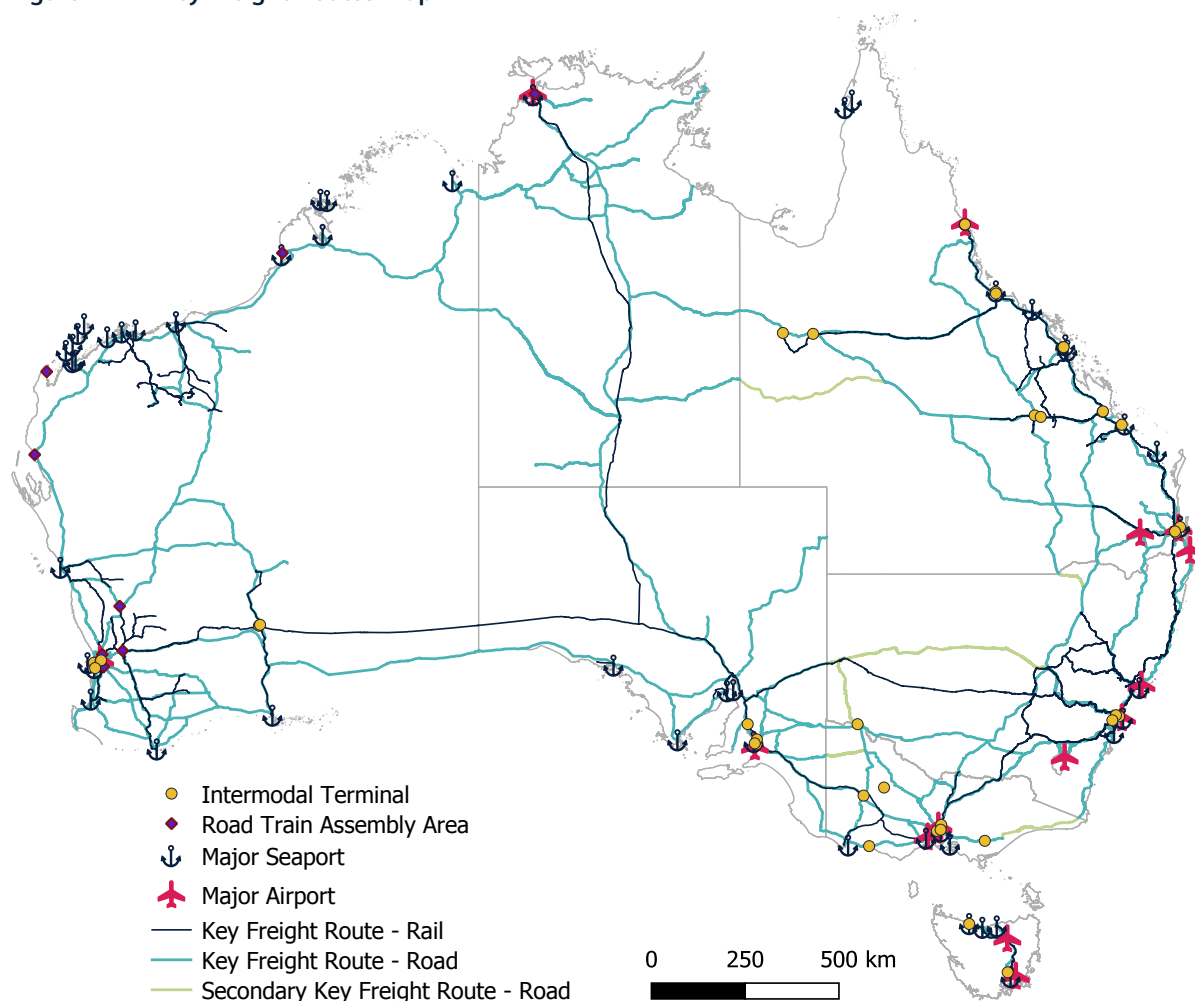 Intermodal Terminal
Road Train Assembly Area
Major Seaport
Major Airport
Key Freight Route - Rail
Key Freight Route - Road
Secondary Key Freight Route - Road
0 250 500 km